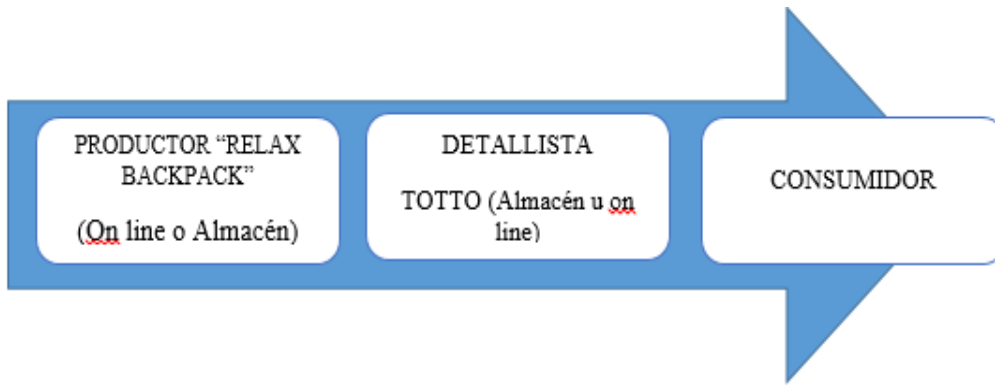 PRODUCTOR “RELAX
BACKPACK”
(On line o Almacén)
DETALLISTA
TOTTO (Almacén u on
line)
CONSUMIDOR